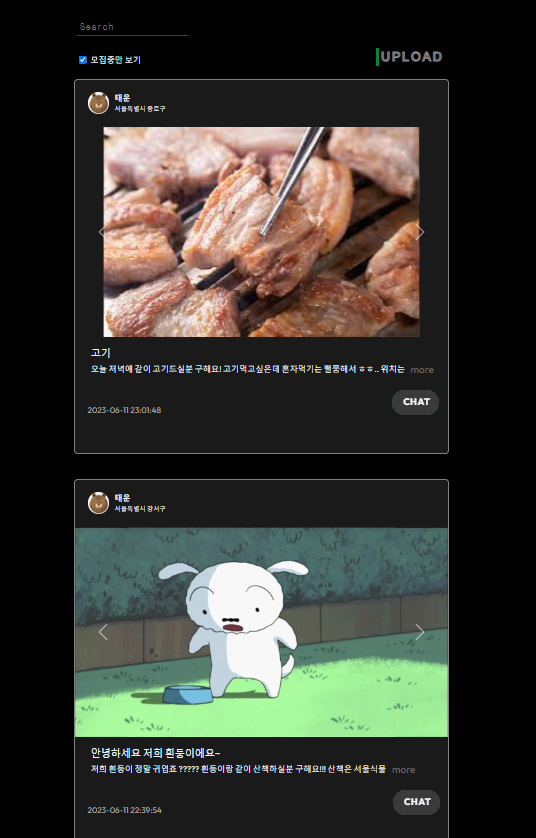 Search
모집중만 보기
UPLOAD
태운
서울특별시 종로구
고기
오늘 저녁에 같이 고기드실분 구해요! 고기먹고싶은데 혼자먹기는 뻘쭘해서 ㅎㅎ.. 위치는 more
CHAT
2023-06-11 23:01:48
태운
서울특별시 강서구
안녕하세요 저희 흰둥이에요~
저희 흰둥이 정말 귀엽죠 ????? 흰둥이랑 같이 산책하실분 구해요!!! 산책은 서울식물 more
CHAT
2023-06-11 22:39:54